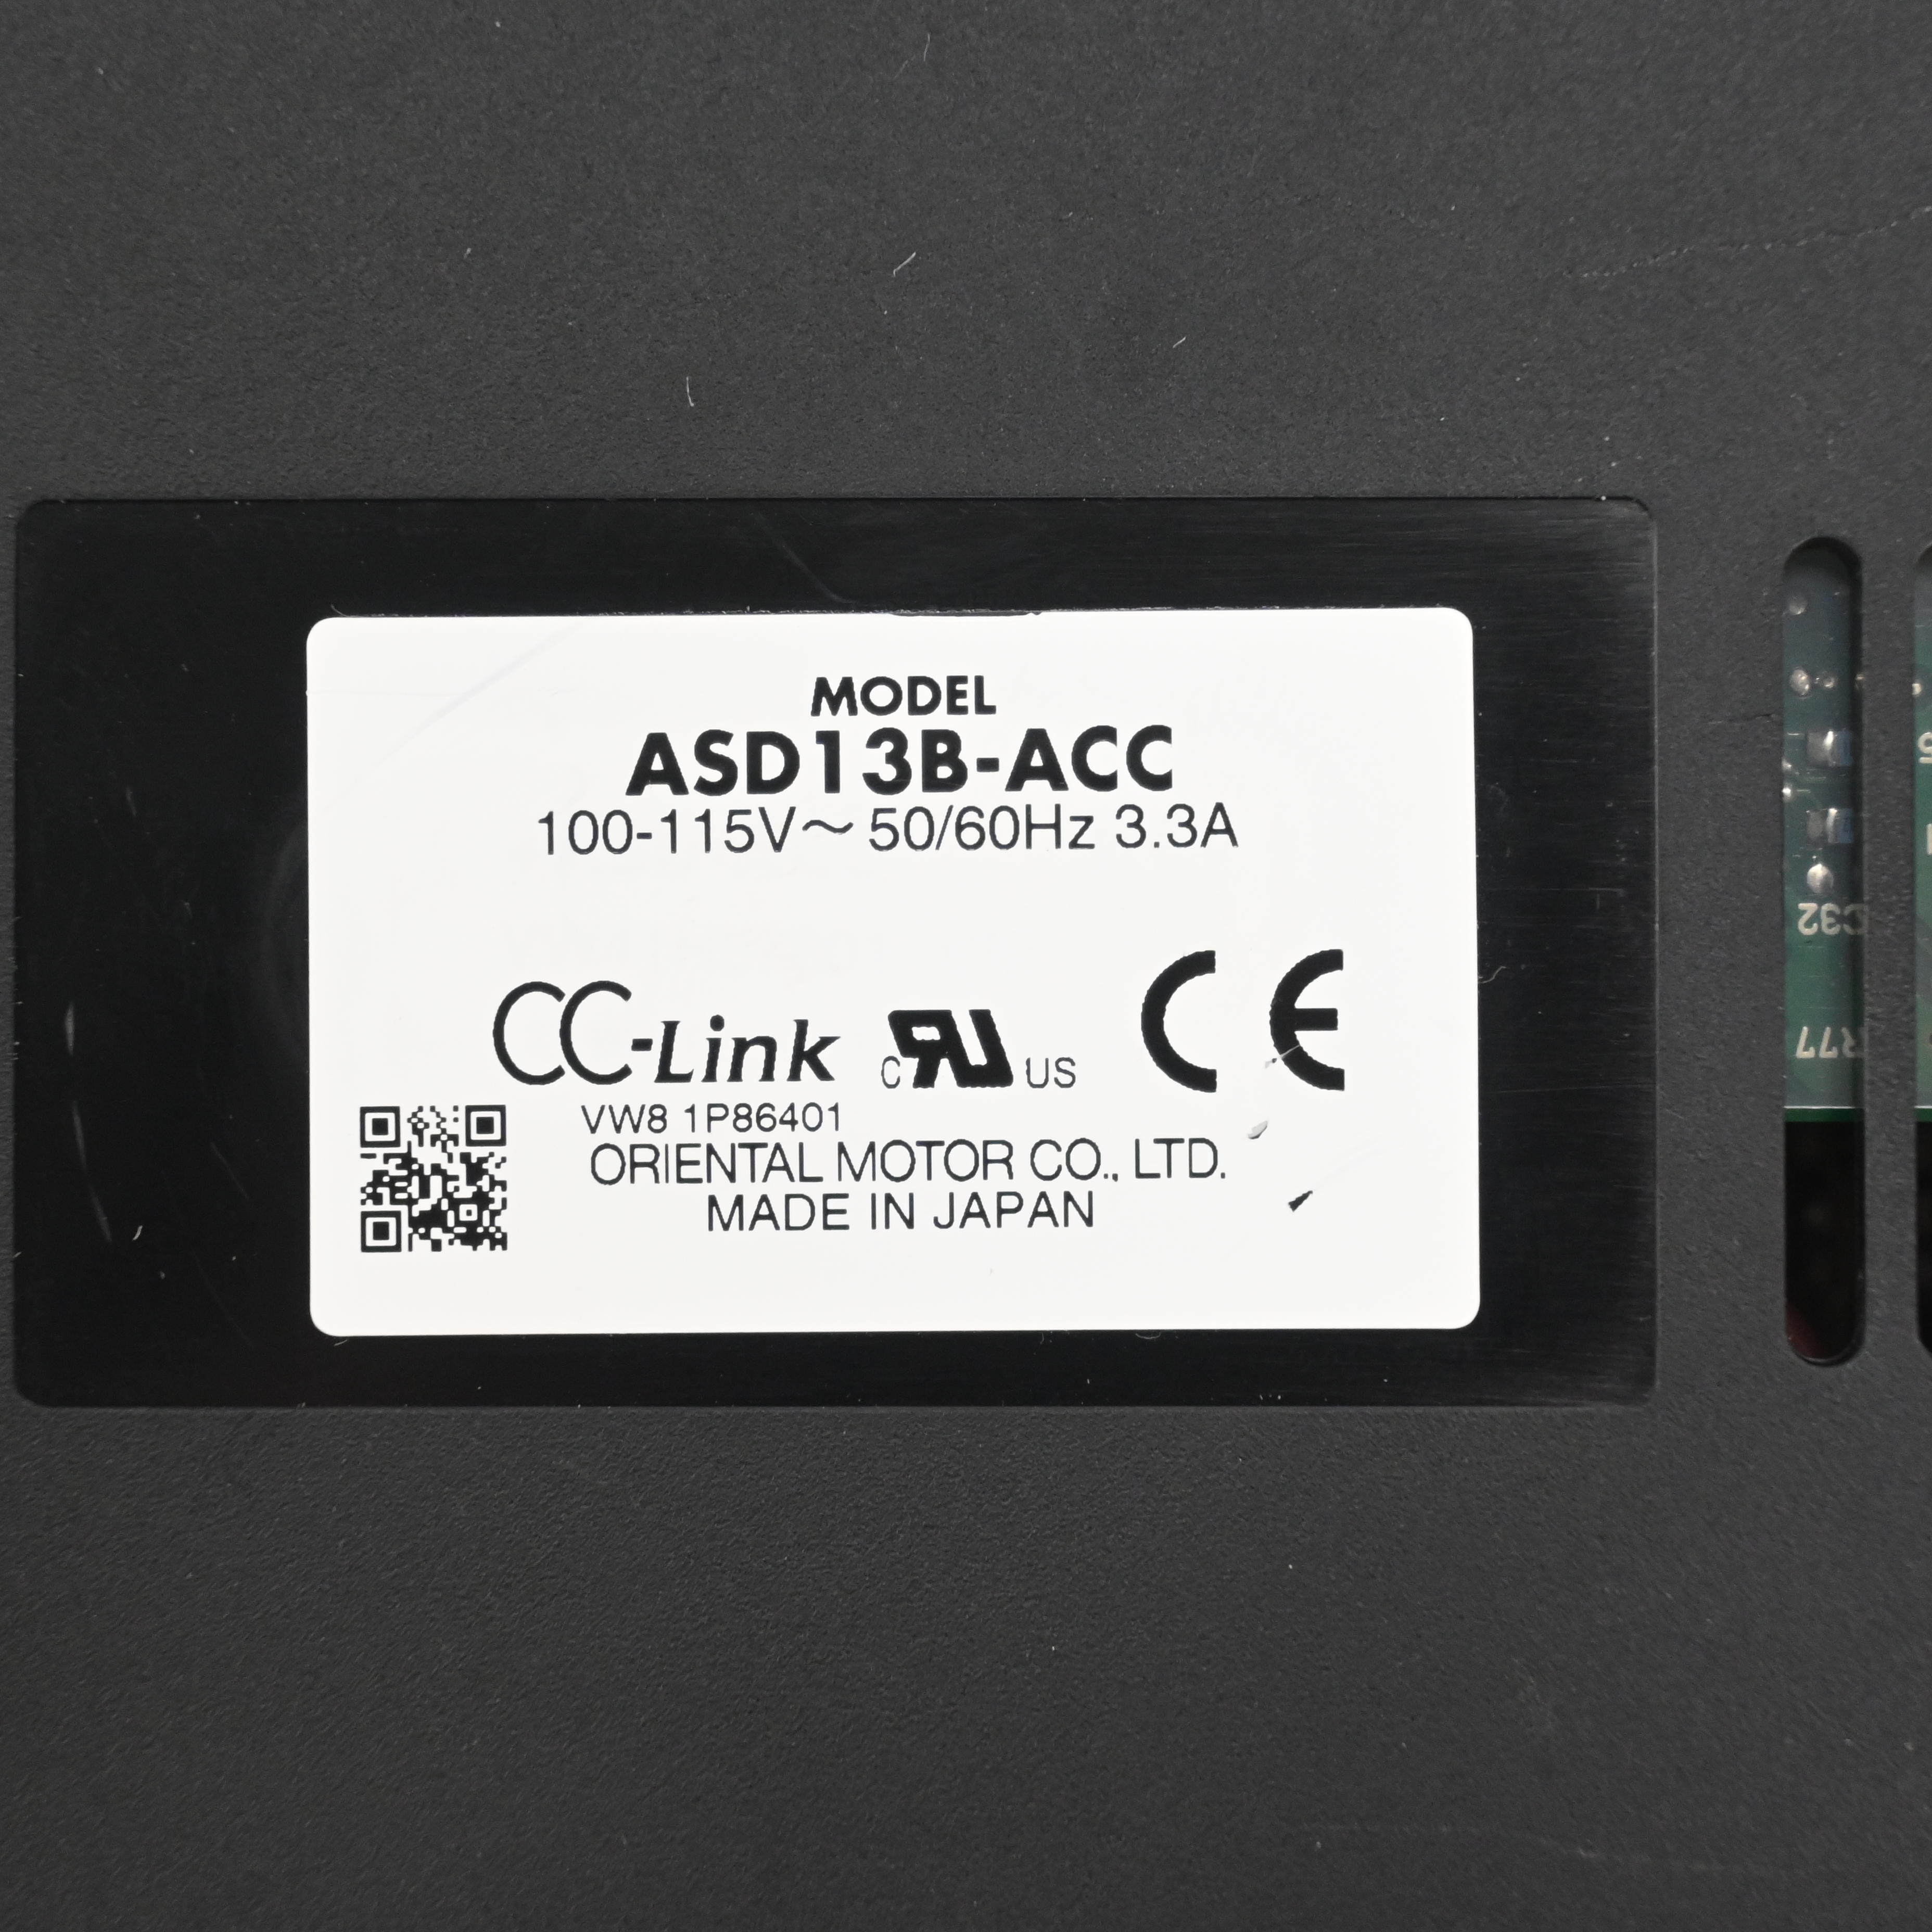 MODEL
ASD13B-ACC
100-115V~ 50/60Hz 3.3A
CC-Link c RU US CE
VW8 1P86401
ORIENTAL MOTOR CO., LTD.
MADE IN JAPAN
C32
R77